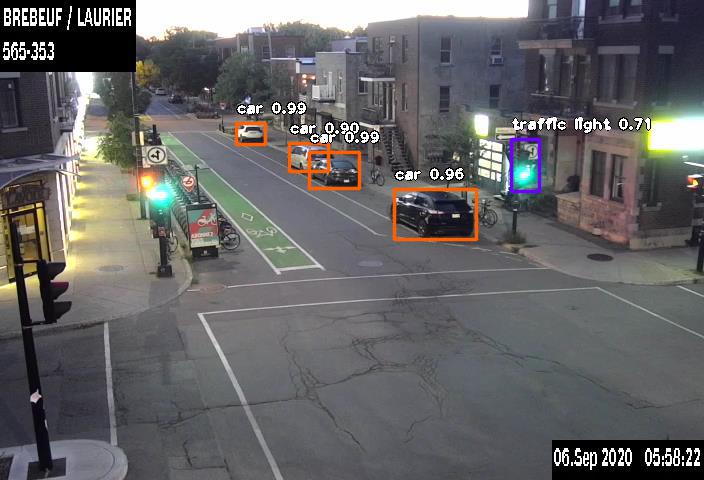 BREBEUF / LAURIER
565-353
car 0.99
car 0.90
car 0.99
traffic light 0.71
car 0.96
06.Sep 2020 05:58:22